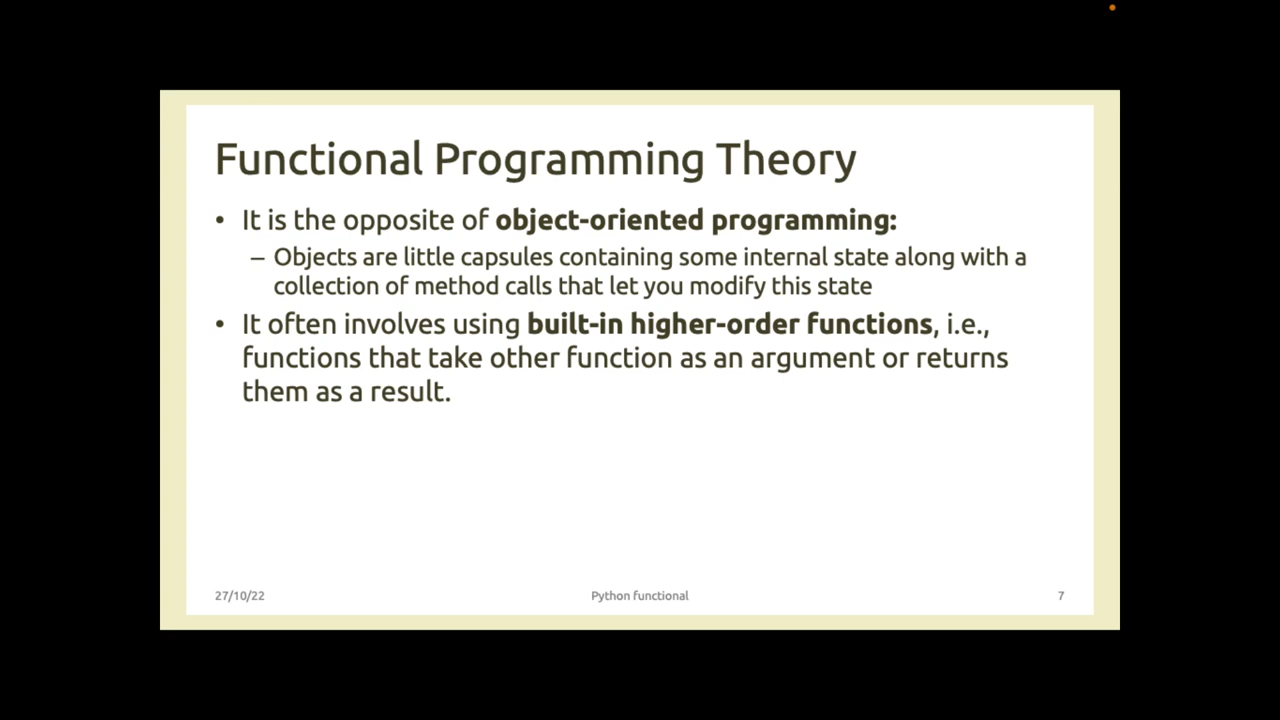 Functional Programming Theory
• It is the opposite of object-oriented programming:
– Objects are little capsules containing some internal state along with a
collection of method calls that let you modify this state
• It often involves using built-in higher-order functions, i.e.,
functions that take other function as an argument or returns
them as a result.
27/10/22
Python functional
7